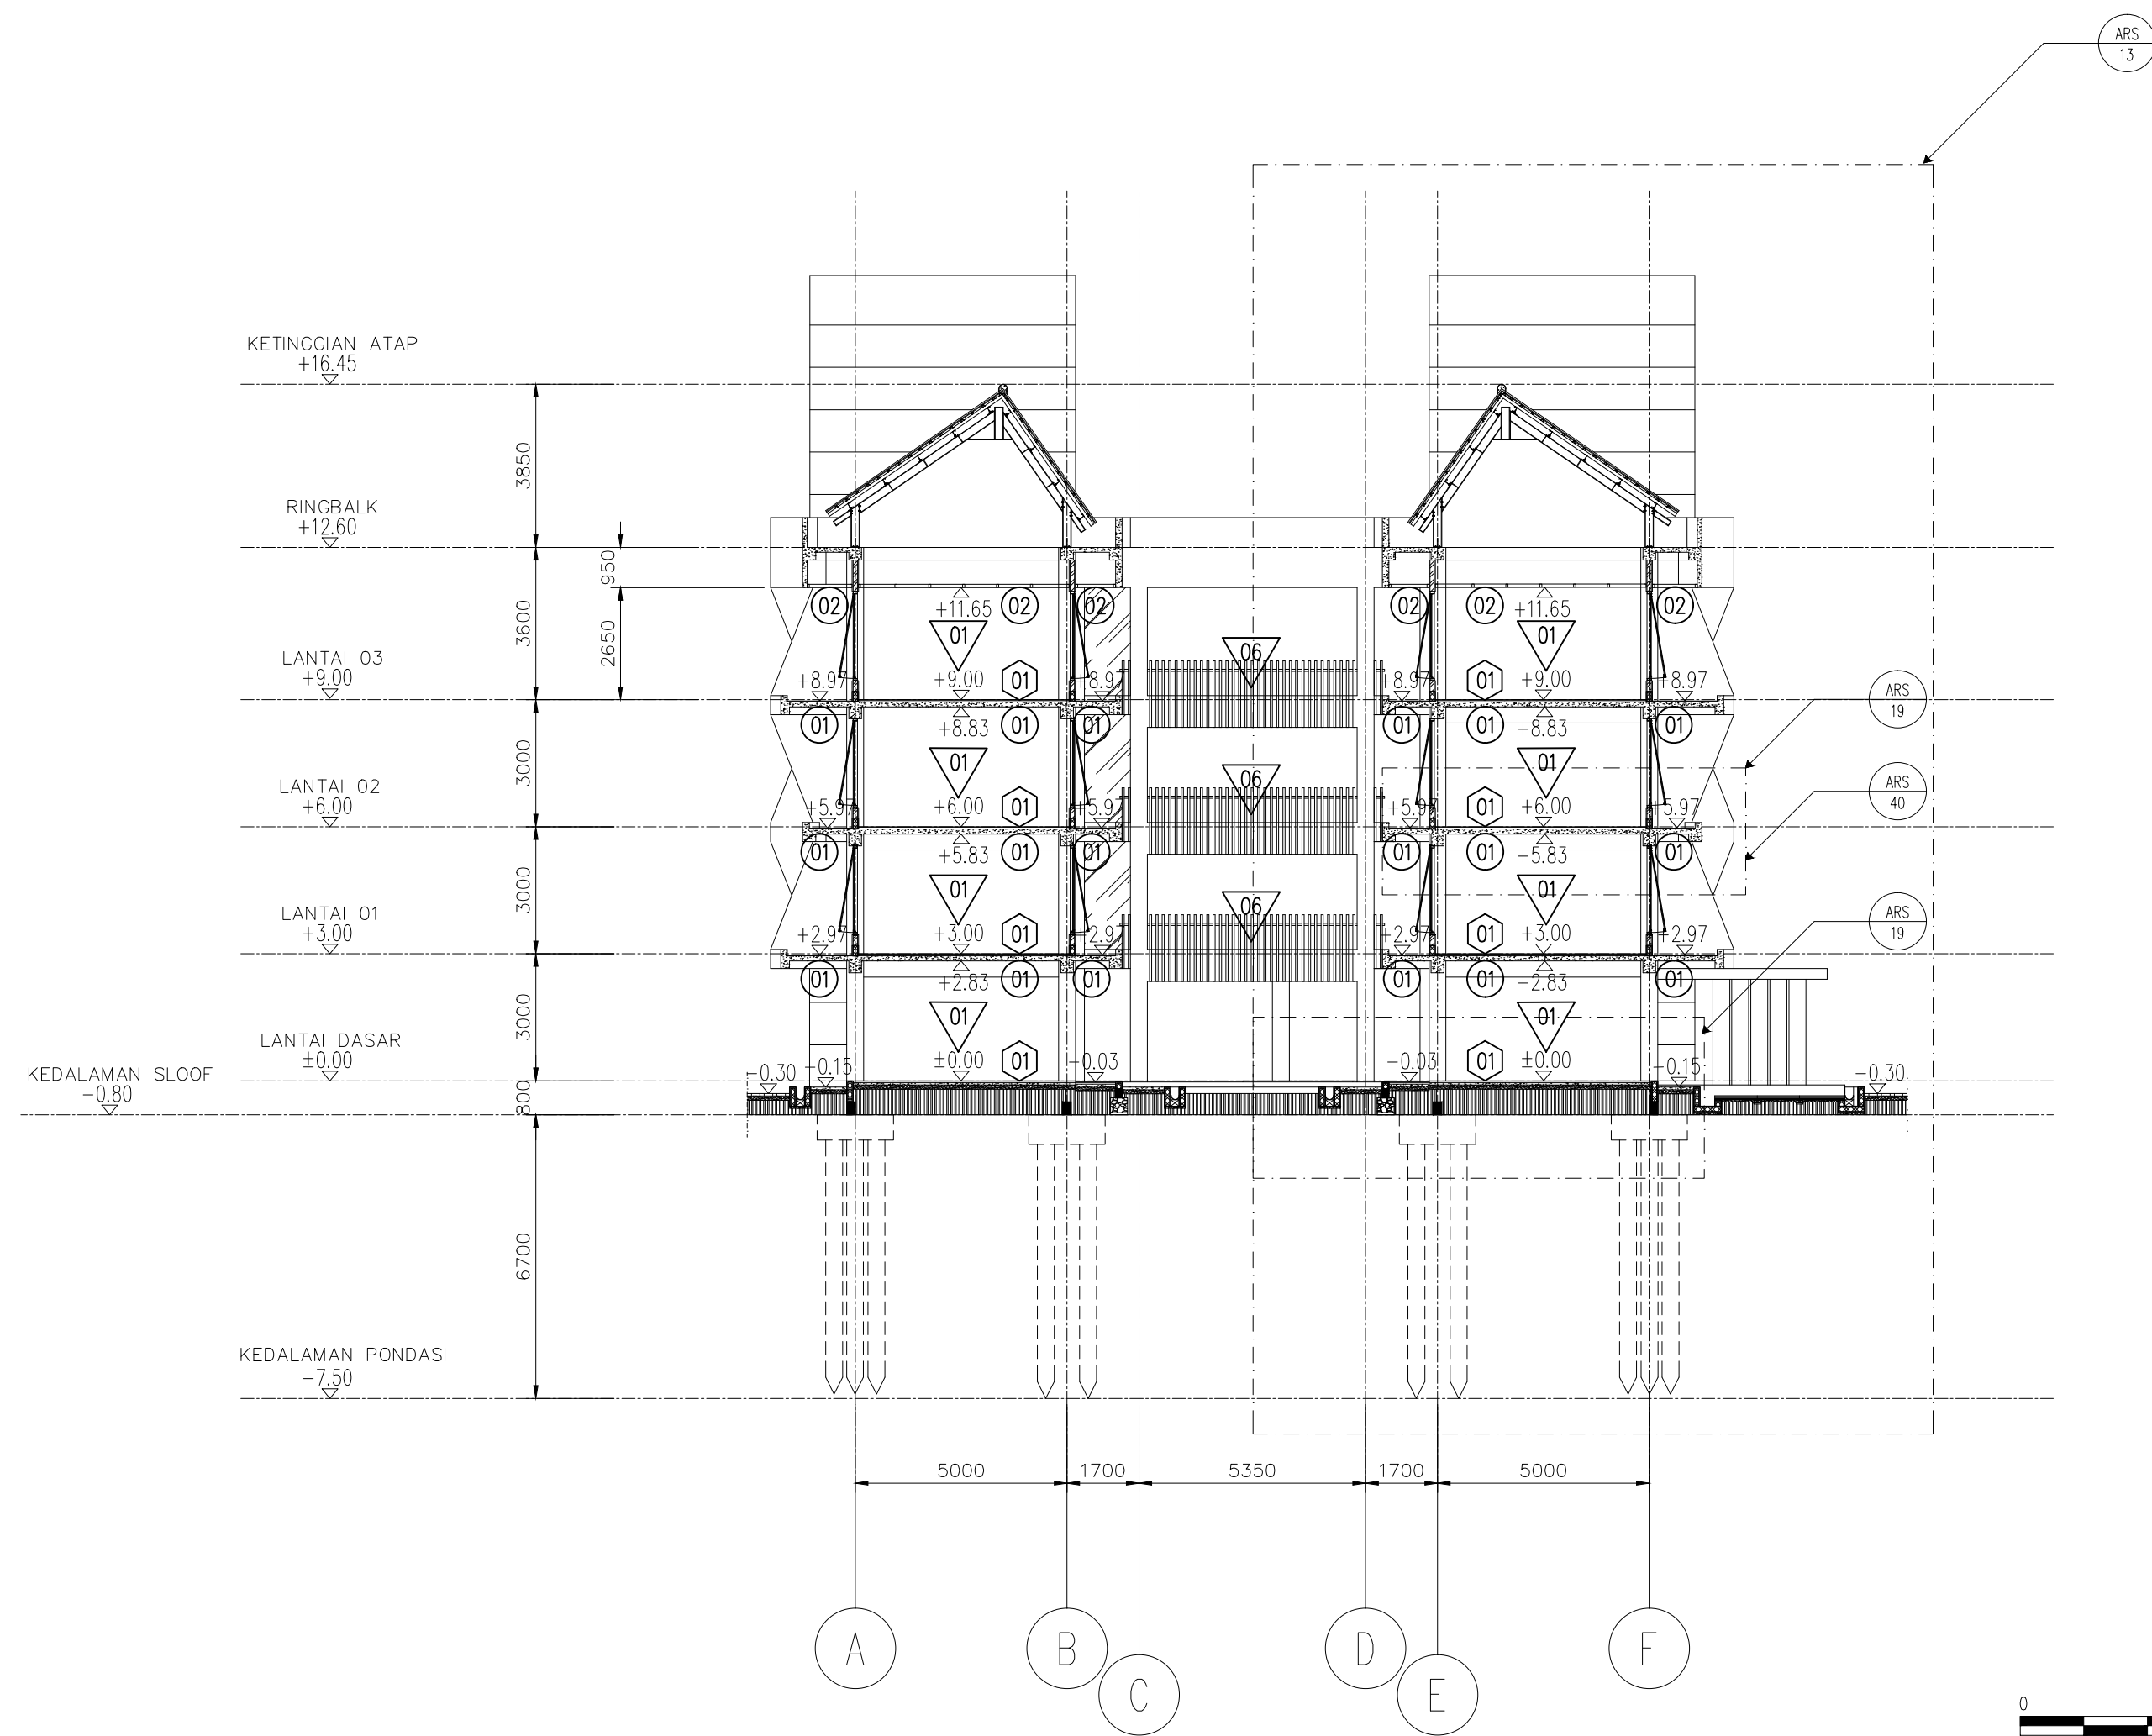 ARS
13
KETINGGIAN ATAP
+16.45
3850
RINGBALK
+12.60
950
3600
2650
02 02 02 02 02 02
+11.65 +11.65
01 01
06
LANTAI 03
+9.00
+8.97 +9.00 01 +8.97 +8.97 01 +9.00 +8.97
ARS
19
01 +8.83 01 01 01 01 +8.83 01
3000
01 06 01
LANTAI 02
+6.00
+5.97 +6.00 01 +5.97 +5.97 01 +6.00 +5.97
ARS
40
01 +5.83 01 01 01 01 +5.83 01
3000
01 06 01
LANTAI 01
+3.00
+2.97 +3.00 01 +2.97 +2.97 01 +3.00 +2.97
ARS
19
01 +2.83 01 01 01 01 +2.83 01
3000
01 01
LANTAI DASAR
±0.00
-0.30 -0.15 ±0.00 01 -0.03 -0.03 01 ±0.00 -0.15 -0.30
KEDALAMAN SLOOF
-0.80
800
6700
KEDALAMAN PONDASI
-7.50
5000 1700 5350 1700 5000
A B C D E F
0